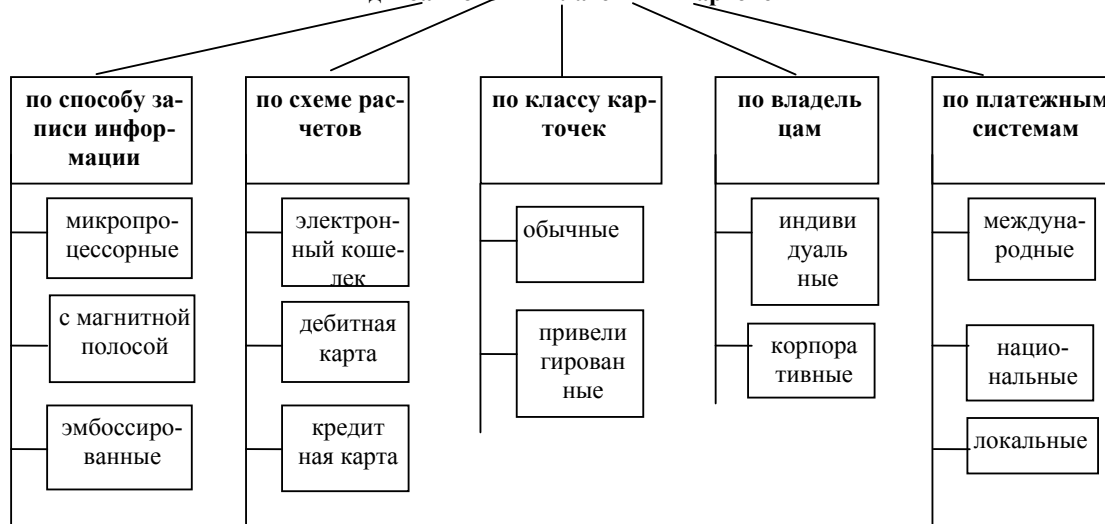 по способу за-
писи инфор-
мации
микропро-
цессорные
с магнитной
полосой
эмбоссиро-
ванные
по схеме рас-
четов
электрон-
ный коше-
лек
дебитная
карта
кредит
ная карта
по классу кар-
точек
обычные
привели
гирован
ные
по владель
цам
индиви
дуаль
ные
корпора
тивные
по платежным
системам
междуна-
родные
нацио-
нальные
локальные